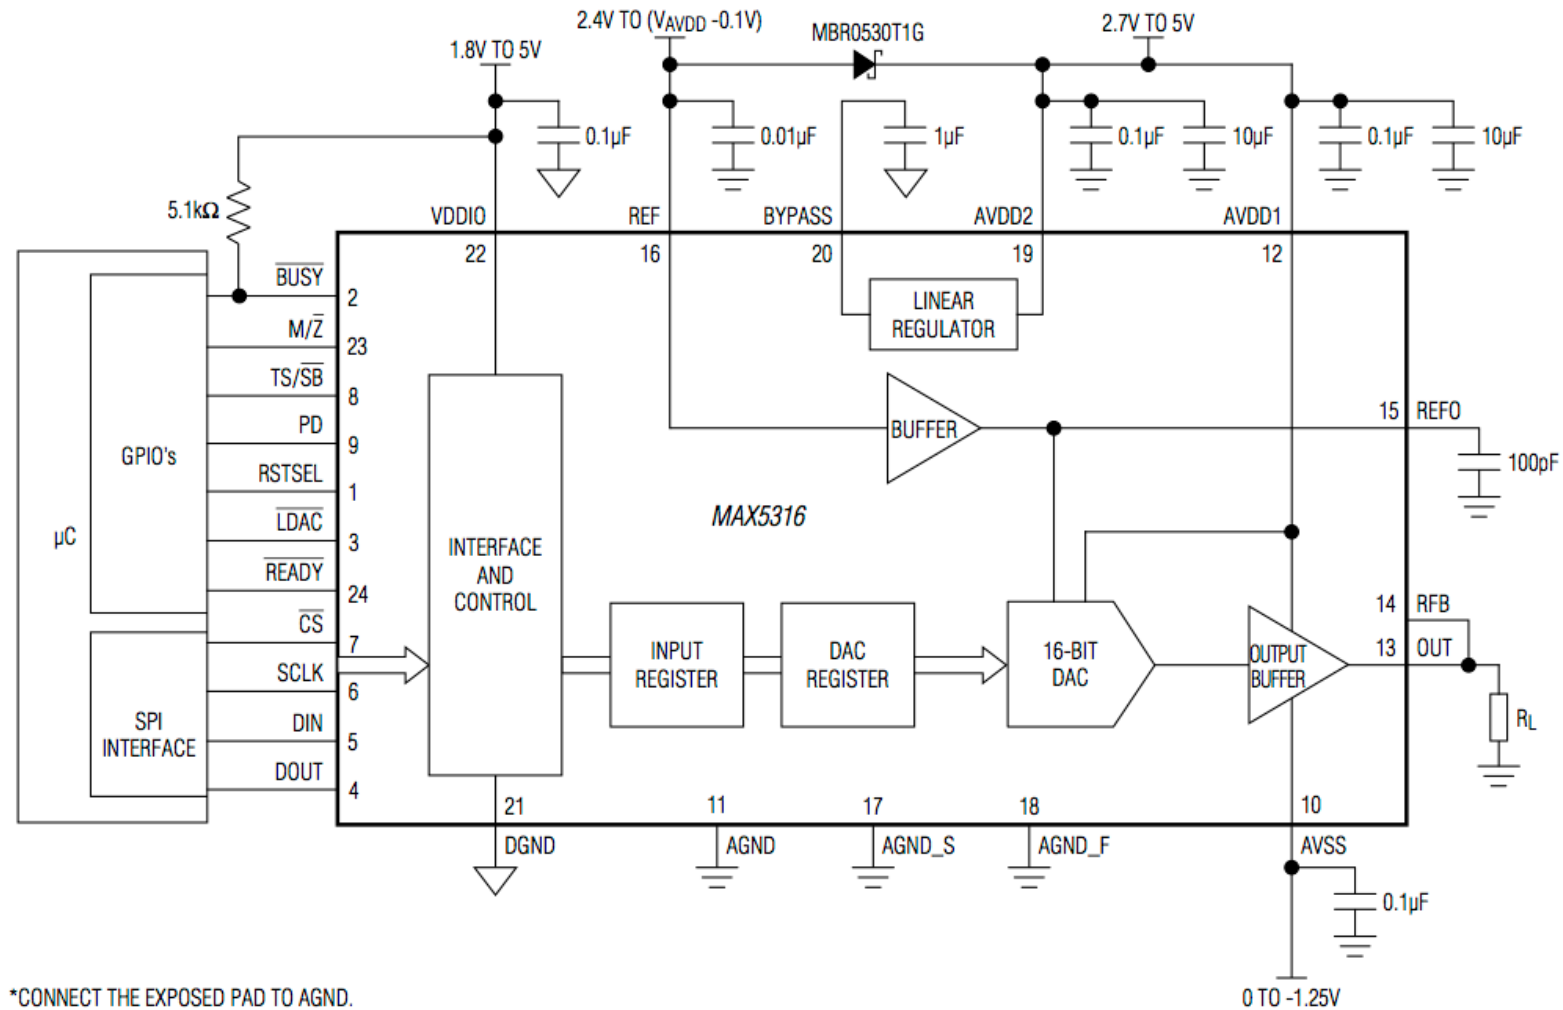 2.4V TO (VAVDD -0.1V)
MBR0530T1G
2.7V TO 5V
1.8V TO 5V
0.1µF
0.01µF
1µF
0.1µF
10µF
0.1µF
10µF
5.1kΩ
VDDIO
REF
BYPASS
AVDD2
AVDD1
22
16
20
19
12
BUSY
2
LINEAR
REGULATOR
M/Z
23
TS/SB
8
PD
9
BUFFER
15
REFO
100pF
GPIO's
RSTSEL
1
MAX5316
LDAC
3
µC
READY
24
INTERFACE
AND
CONTROL
CS
7
INPUT
REGISTER
DAC
REGISTER
16-BIT
DAC
OUTPUT
BUFFER
14
RFB
13
OUT
RL
SCLK
6
SPI
INTERFACE
DIN
5
DOUT
4
21
11
17
18
10
DGND
AGND
AGND_S
AGND_F
AVSS
0.1µF
0 TO -1.25V
*CONNECT THE EXPOSED PAD TO AGND.